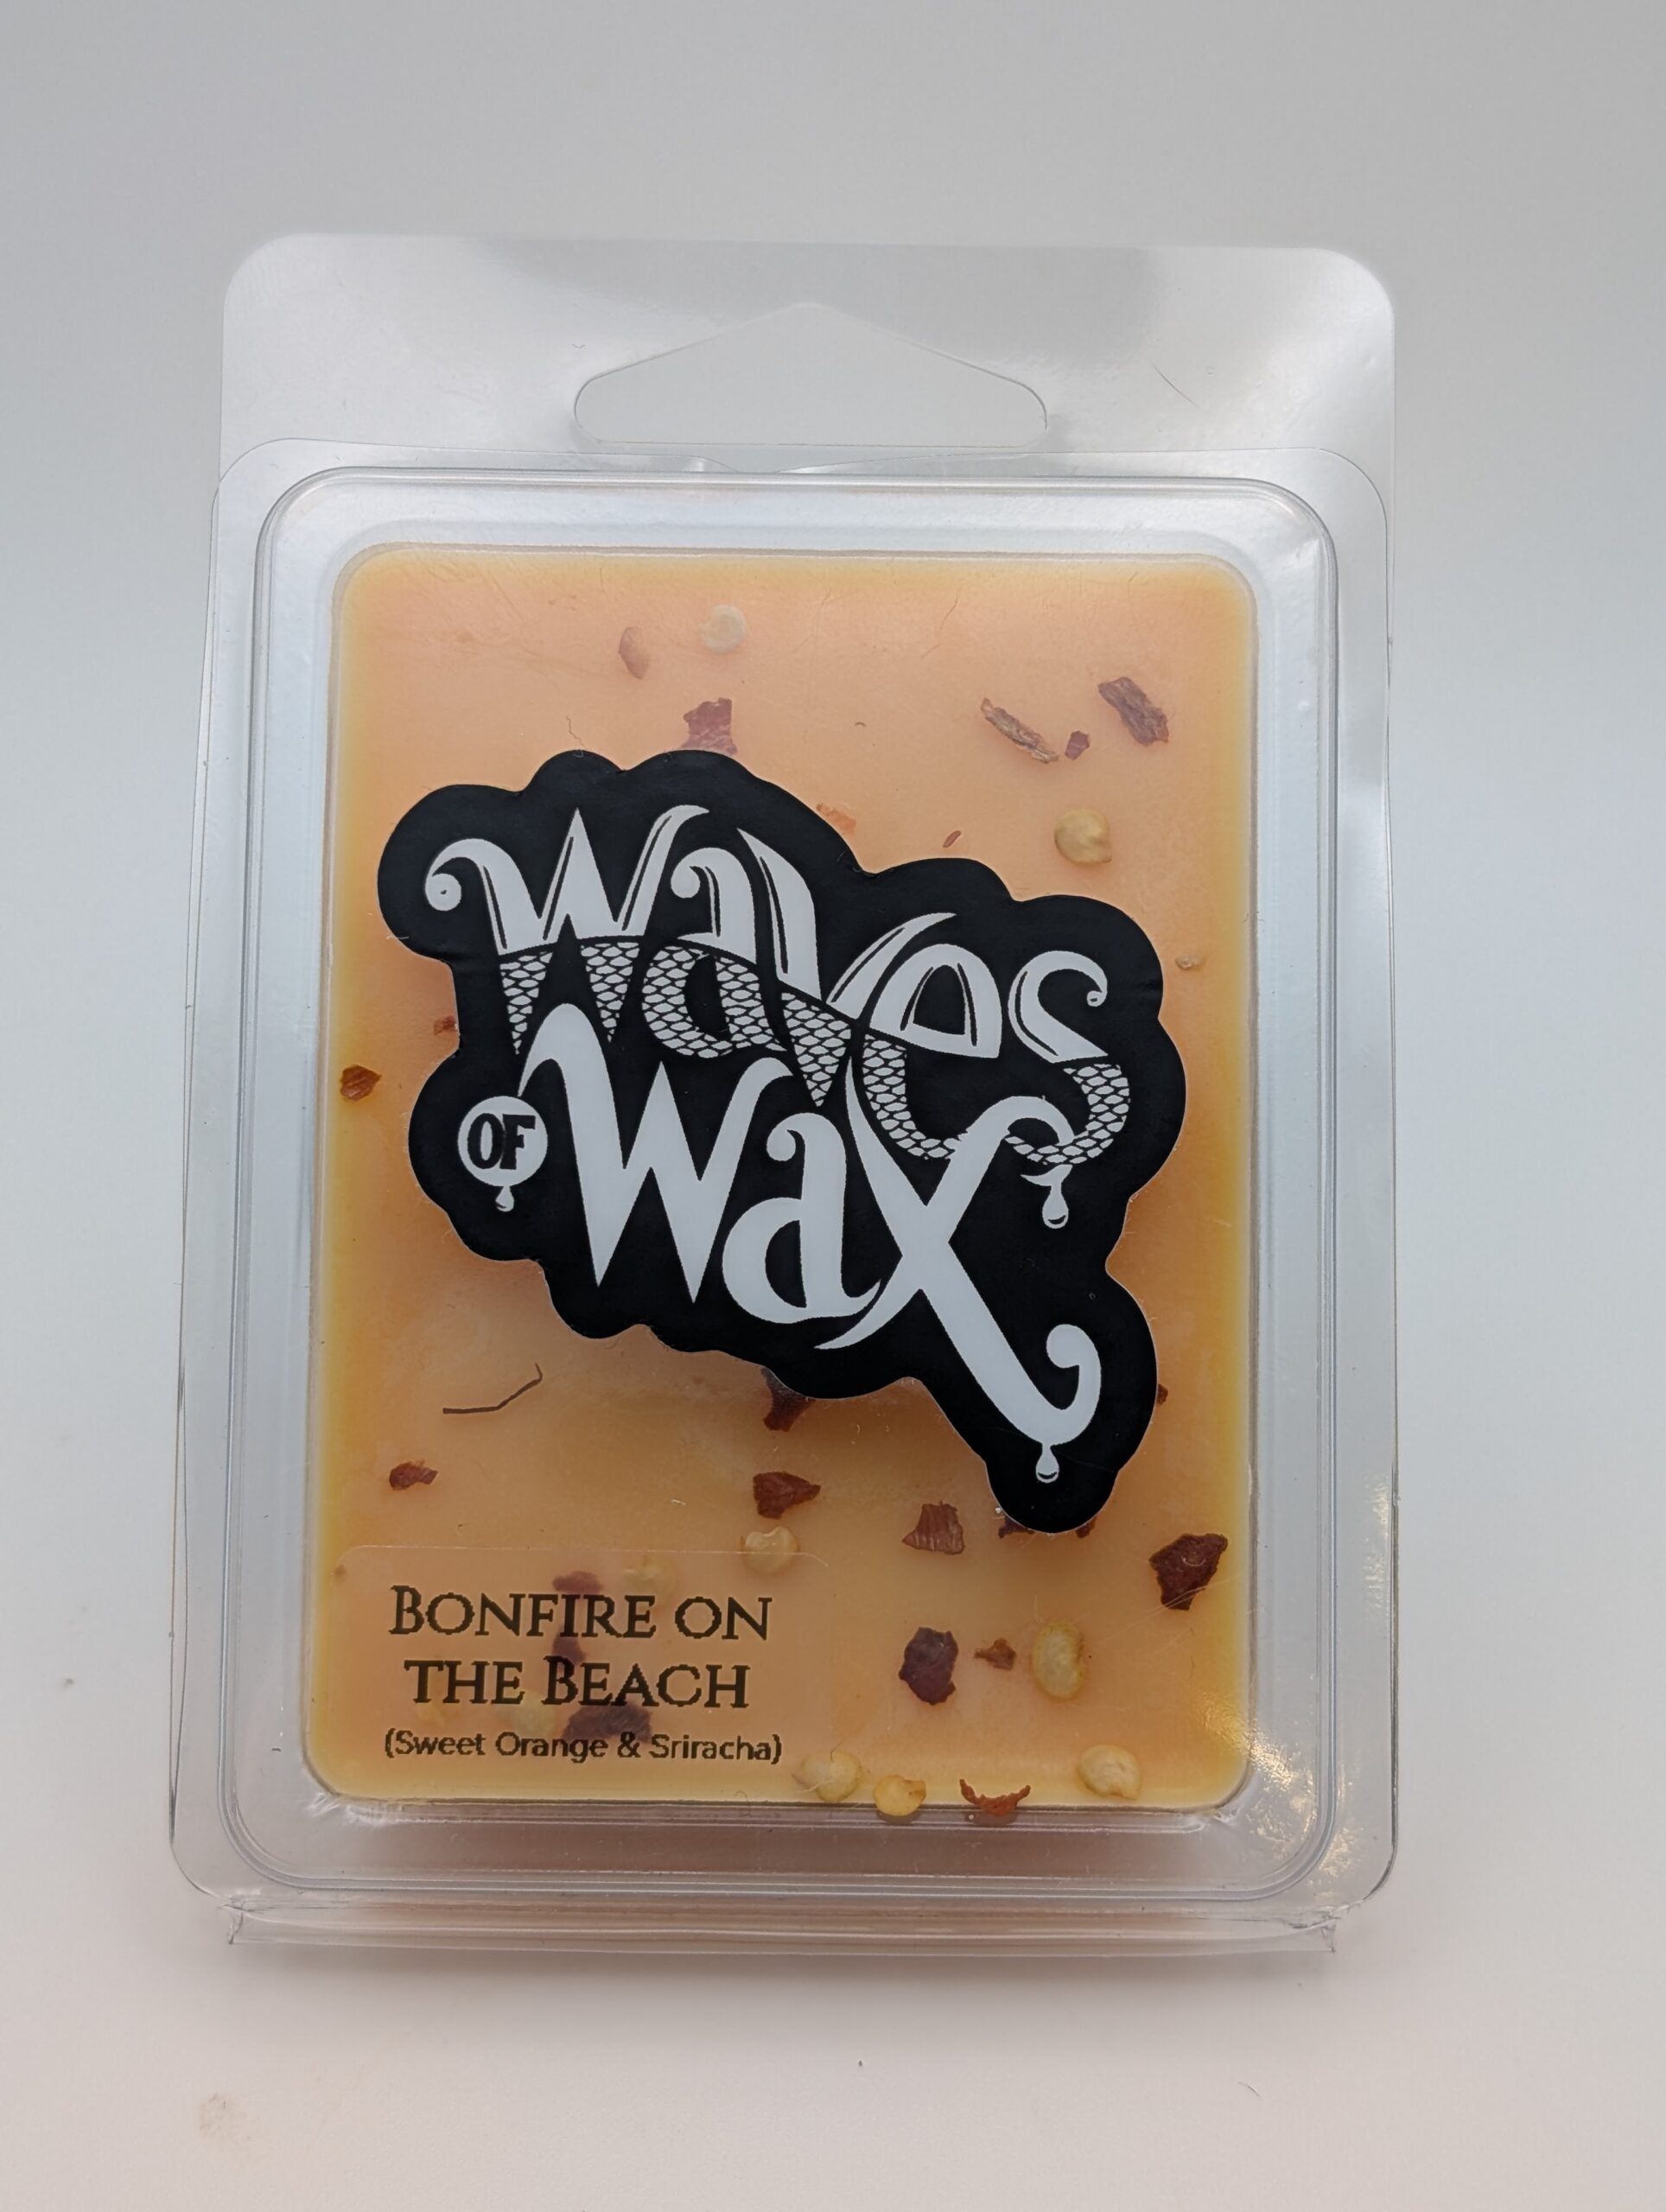 Waves
OF
Wax
Bonfire on
the Beach
(Sweet Orange & Sriracha)